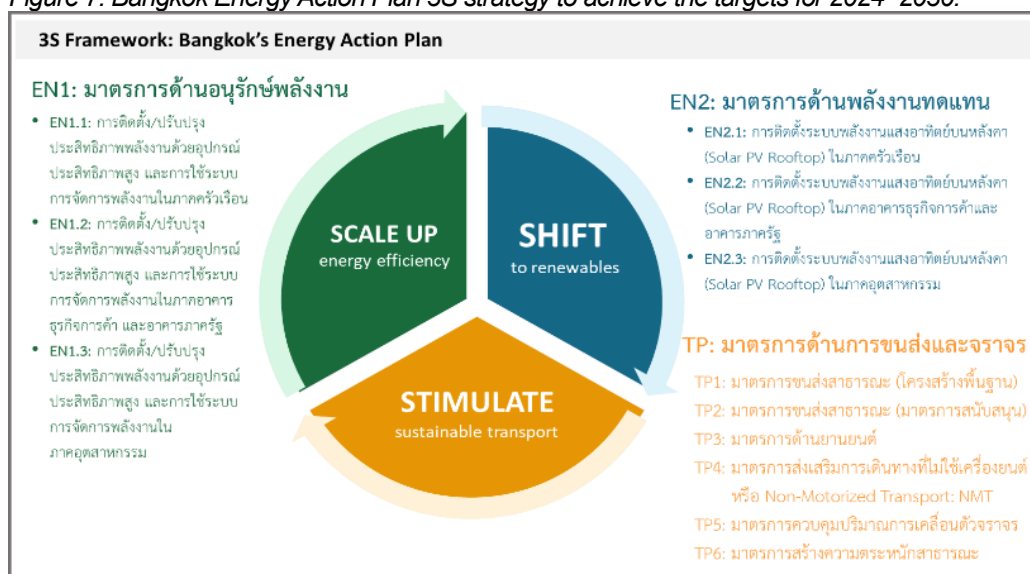 Figure 7. Bangkok Energy Action Plan 3S strategy to achieve the targets for 2024–2030.
3S Framework: Bangkok's Energy Action Plan
EN1: มาตรการด้านอนุรักษ์พลังงาน
• EN1.1: การติดตั้ง/ปรับปรุง
ประสิทธิภาพพลังงานด้วยอุปกรณ์
ประสิทธิภาพสูง และการใช้ระบบ
การจัดการพลังงานในภาคครัวเรือน
• EN1.2: การติดตั้ง/ปรับปรุง
ประสิทธิภาพพลังงานด้วยอุปกรณ์
ประสิทธิภาพสูง และการใช้ระบบ
การจัดการพลังงานในภาคอาคาร
ธุรกิจการค้า และอาคารภาครัฐ
• EN1.3: การติดตั้ง/ปรับปรุง
ประสิทธิภาพพลังงานด้วยอุปกรณ์
ประสิทธิภาพสูง และการใช้ระบบ
การจัดการพลังงานใน
ภาคอุตสาหกรรม
SCALE UP
energy efficiency
SHIFT
to renewables
STIMULATE
sustainable transport
EN2: มาตรการด้านพลังงานทดแทน
• EN2.1: การติดตั้งระบบพลังงานแสงอาทิตย์บนหลังคา
(Solar PV Rooftop) ในภาคครัวเรือน
• EN2.2: การติดตั้งระบบพลังงานแสงอาทิตย์บนหลังคา
(Solar PV Rooftop) ในภาคอาคารธุรกิจการค้าและ
อาคารภาครัฐ
• EN2.3: การติดตั้งระบบพลังงานแสงอาทิตย์บนหลังคา
(Solar PV Rooftop) ในภาคอุตสาหกรรม
TP: มาตรการด้านการขนส่งและจราจร
TP1: มาตรการขนส่งสาธารณะ (โครงสร้างพื้นฐาน)
TP2: มาตรการขนส่งสาธารณะ (มาตรการสนับสนุน)
TP3: มาตรการด้านยานยนต์
TP4: มาตรการส่งเสริมการเดินทางที่ไม่ใช้เครื่องยนต์
หรือ Non-Motorized Transport: NMT
TP5: มาตรการควบคุมปริมาณการเคลื่อนตัวจราจร
TP6: มาตรการสร้างความตระหนักสาธารณะ